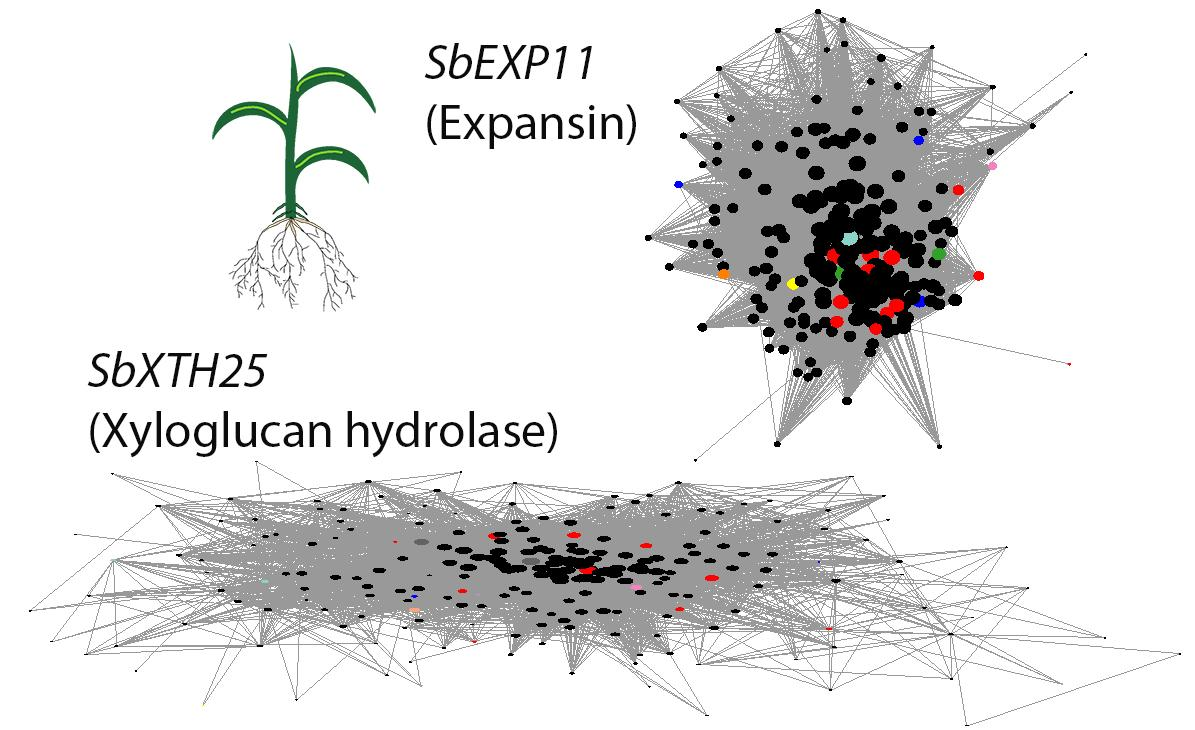 SbEXP11
(Expansin)
SbXTH25
(Xyloglucan hydrolase)